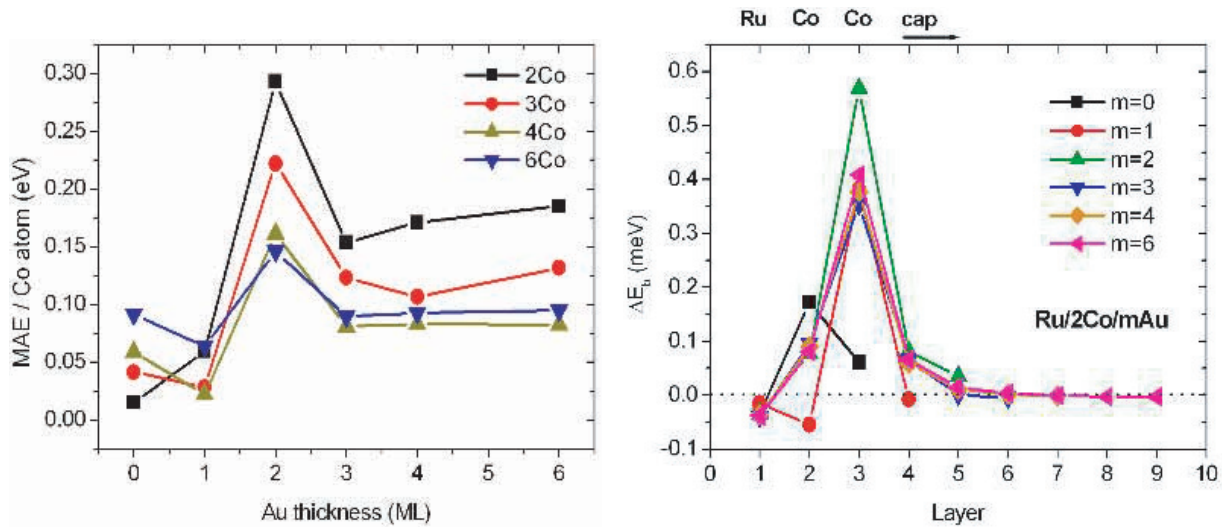 Ru Co Co cap
0.30
0.25
0.20
0.15
0.10
0.05
0.00
MAE / Co atom (eV)
2Co
3Co
4Co
6Co
0 1 2 3 4 5 6
Au thickness (ML)
0.6
0.5
0.4
0.3
0.2
0.1
0.0
-0.1
ΔE_b (meV)
m=0
m=1
m=2
m=3
m=4
m=6
Ru/2Co/mAu
0 1 2 3 4 5 6 7 8 9 10
Layer